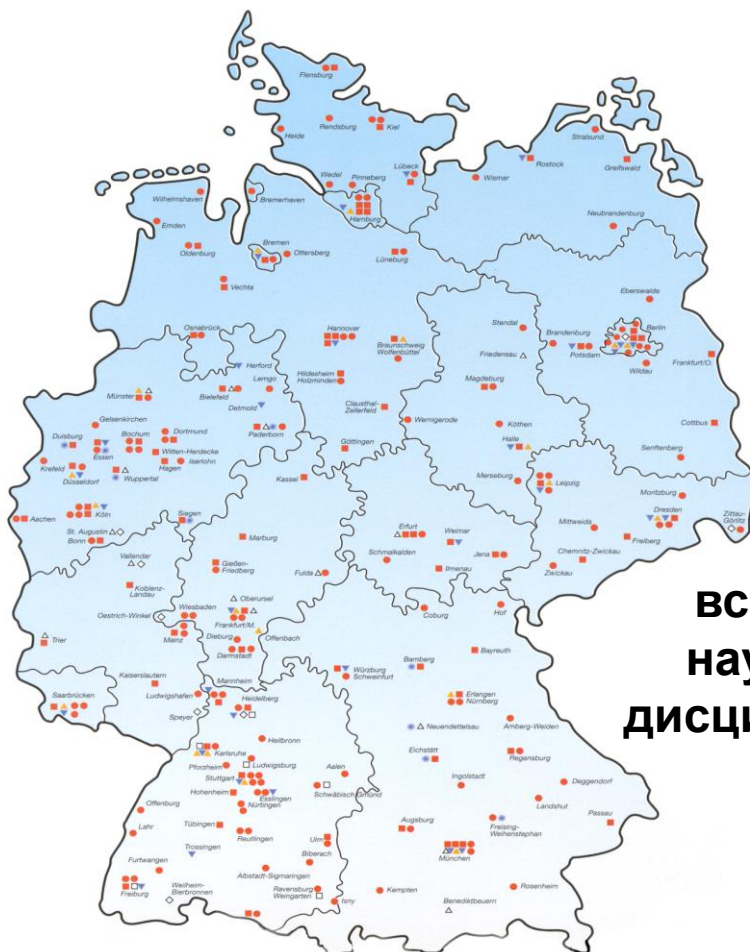 Flensburg
Heide
Rendsburg
Kiel
Stralsund
Wedel
Pinneberg
Lübeck
Wismar
Rostock
Greifswald
Wilhelmshaven
Bremerhaven
Hamburg
Neubrandenburg
Emden
Oldenburg
Bremen
Ottersberg
Lüneburg
Vechta
Eberswalde
Osnabrück
Hannover
Braunschweig
Wolfenbüttel
Stendal
Friedensau
Brandenburg
Potsdam
Berlin
Wildau
Frankfurt/O.
Herford
Lemgo
Münster
Bielefeld
Detmold
Hildesheim
Holzminden
Magdeburg
Clausthal-
Zellerfeld
Wernigerode
Köthen
Cottbus
Gelsenkirchen
Duisburg
Essen
Bochum
Dortmund
Paderborn
Witten-Herdecke
Hagen
Iserlohn
Göttingen
Halle
Senftenberg
Krefeld
Düsseldorf
Wuppertal
Kassel
Merseburg
Leipzig
Moritzburg
Aachen
Köln
Siegen
St. Augustin
Bonn
Marburg
Erfurt
Weimar
Jena
Mittweida
Dresden
Zittau-
Görlitz
Freiberg
Chemnitz-Zwickau
Zwickau
Vallendar
Gießen-
Friedberg
Fulda
Schmalkalden
Ilmenau
Koblenz-
Landau
Oestrich-Winkel
Wiesbaden
Oberursel
Frankfurt/M.
Offenbach
Coburg
Hof
Trier
Mainz
Dieburg
Darmstadt
Würzburg
Schweinfurt
Bamberg
Bayreuth
Kaiserslautern
Mannheim
Saarbrücken
Ludwigshafen
Heidelberg
Speyer
Erlangen
Nürnberg
Neuendettelsau
Amberg-Weiden
Heilbronn
Karlsruhe
Pforzheim
Ludwigsburg
Aalen
Eichstätt
Regensburg
Stuttgart
Schwäbisch Gmünd
Ingolstadt
Deggendorf
Offenburg
Hohenheim
Esslingen
Nürtingen
Landshut
Passau
Lahr
Tübingen
Reutlingen
Ulm
Augsburg
Freising-
Weihenstephan
Furtwangen
Trossingen
Biberach
München
Freiburg
Albstadt-Sigmaringen
Weilheim-
Bierbronnen
Ravensburg
Weingarten
Isny
Kempten
Rosenheim
Benediktbeuern
вс
нау
дисци